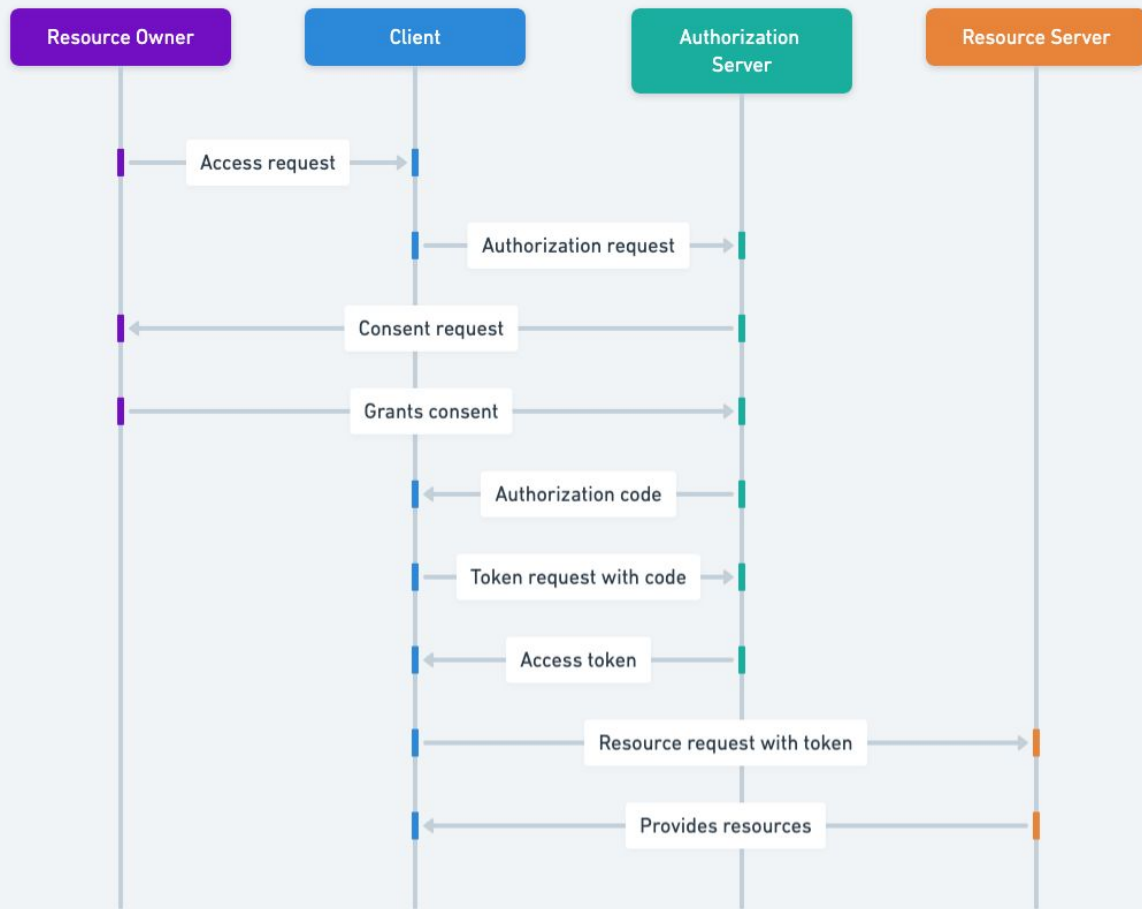 Resource Owner
Client
Authorization
Server
Resource Server
Access request
Authorization request
Consent request
Grants consent
Authorization code
Token request with code
Access token
Resource request with token
Provides resources